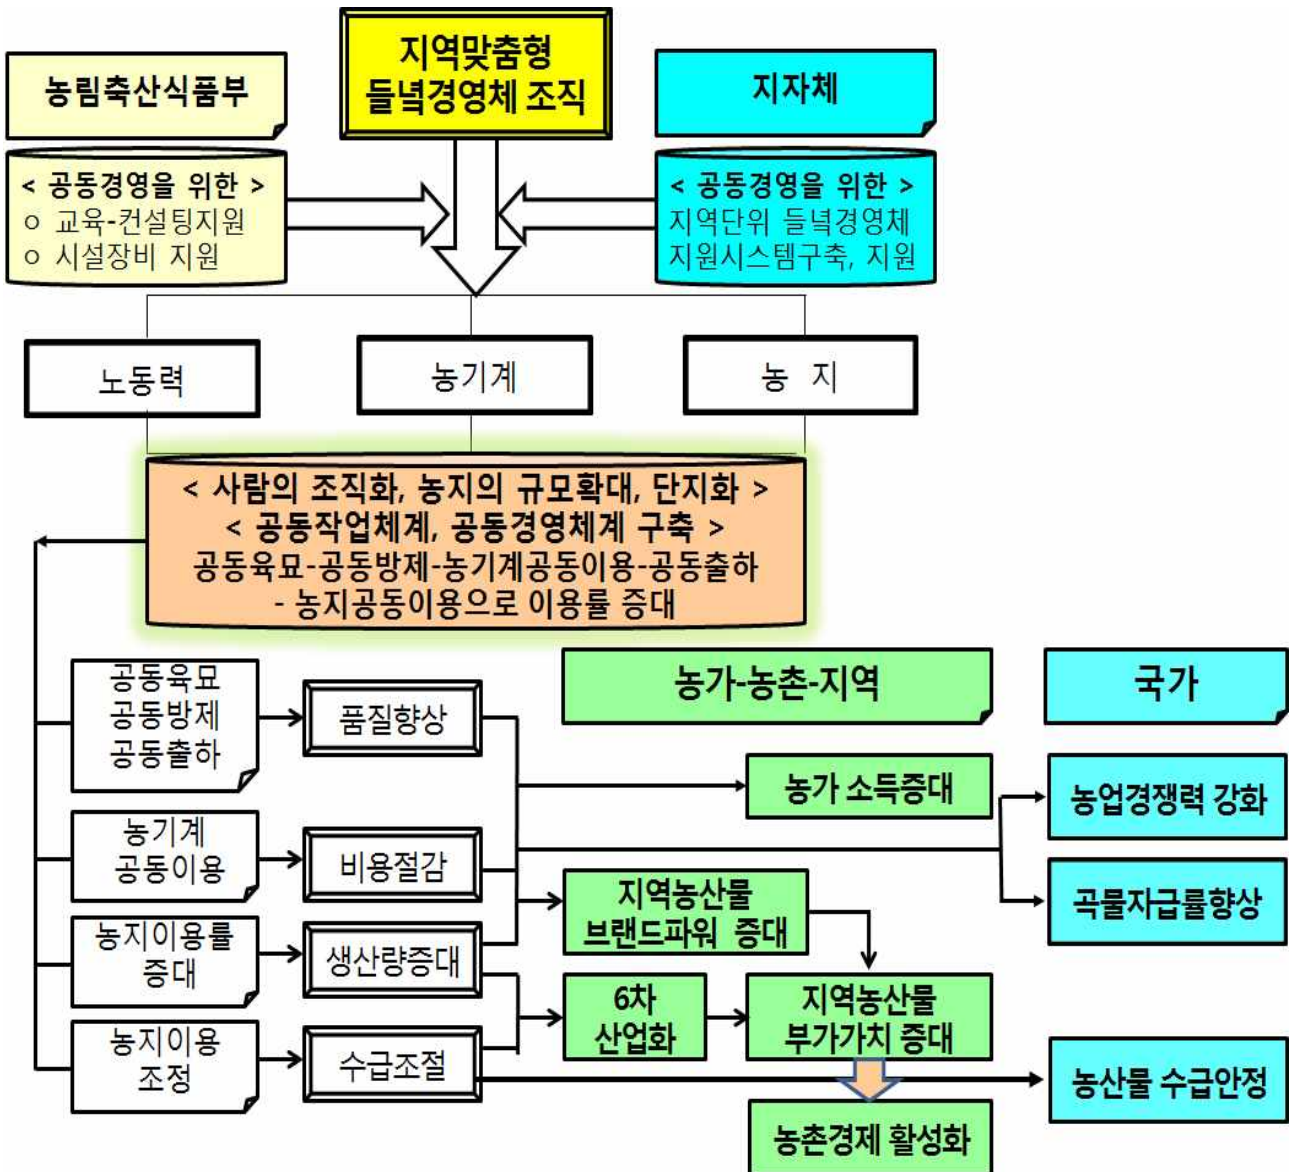 지역맞춤형
들녘경영체 조직
농림축산식품부
지자체
< 공동경영을 위한 >
ㅇ 교육-컨설팅지원
ㅇ 시설장비 지원
< 공동경영을 위한 >
지역단위 들녘경영체
지원시스템구축, 지원
노동력
농기계
농 지
< 사람의 조직화, 농지의 규모확대, 단지화 >
< 공동작업체계, 공동경영체계 구축 >
공동육묘-공동방제-농기계공동이용-공동출하
- 농지공동이용으로 이용률 증대
농가-농촌-지역
국가
공동육묘
공동방제
공동출하
품질향상
농가 소득증대
농업경쟁력 강화
농기계
공동이용
비용절감
지역농산물
브랜드파워 증대
곡물자급률향상
농지이용률
증대
생산량증대
6차
산업화
지역농산물
부가가치 증대
농지이용
조정
수급조절
농산물 수급안정
농촌경제 활성화